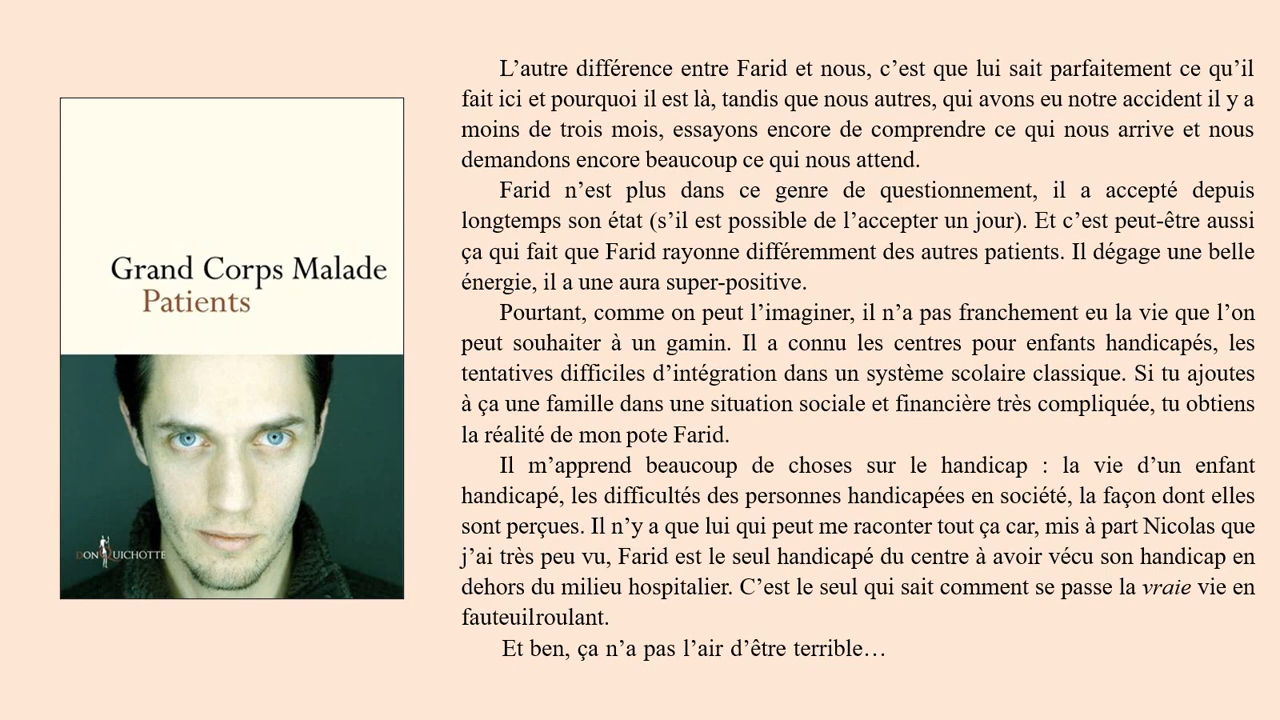 Grand Corps Malade
Patients
DON QUICHOTTE
L’autre différence entre Farid et nous, c’est que lui sait parfaitement ce qu’il
fait ici et pourquoi il est là, tandis que nous autres, qui avons eu notre accident il y a
moins de trois mois, essayons encore de comprendre ce qui nous arrive et nous
demandons encore beaucoup ce qui nous attend.
Farid n’est plus dans ce genre de questionnement, il a accepté depuis
longtemps son état (s’il est possible de l’accepter un jour). Et c’est peut-être aussi
ça qui fait que Farid rayonne différemment des autres patients. Il dégage une belle
énergie, il a une aura super-positive.
Pourtant, comme on peut l’imaginer, il n’a pas franchement eu la vie que l’on
peut souhaiter à un gamin. Il a connu les centres pour enfants handicapés, les
tentatives difficiles d’intégration dans un système scolaire classique. Si tu ajoutes
à ça une famille dans une situation sociale et financière très compliquée, tu obtiens
la réalité de mon pote Farid.
Il m’apprend beaucoup de choses sur le handicap : la vie d’un enfant
handicapé, les difficultés des personnes handicapées en société, la façon dont elles
sont perçues. Il n’y a que lui qui peut me raconter tout ça car, mis à part Nicolas que
j’ai très peu vu, Farid est le seul handicapé du centre à avoir vécu son handicap en
dehors du milieu hospitalier. C’est le seul qui sait comment se passe la vraie vie en
fauteuilroulant.
Et ben, ça n’a pas l’air d’être terrible…